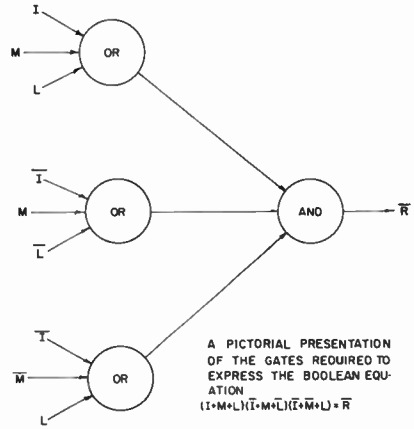 I
M
OR
L
I̅
M
OR
L̅
AND
R̅
I̅
M̅
OR
L
A PICTORIAL PRESENTATION
OF THE GATES REQUIRED TO
EXPRESS THE BOOLEAN EQU-
ATION
(I+M+L)(I̅+M+L̅)(I̅+M̅+L)=R̅